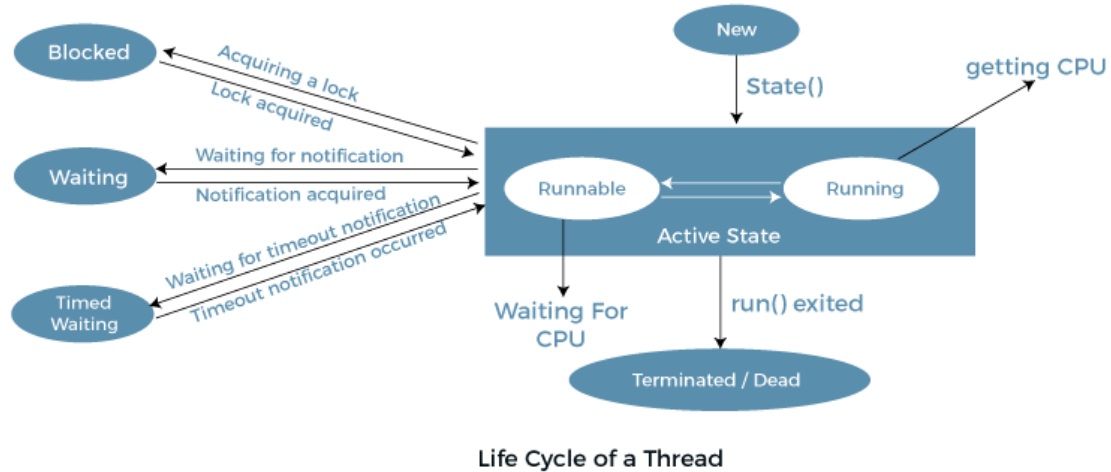 New
Blocked
Acquiring a lock
Lock acquired
State()
getting CPU
Waiting for notification
Waiting
Notification acquired
Runnable
Running
Active State
Waiting for timeout notification
Timeout notification occurred
Timed
Waiting
Waiting For
CPU
run() exited
Terminated / Dead
Life Cycle of a Thread